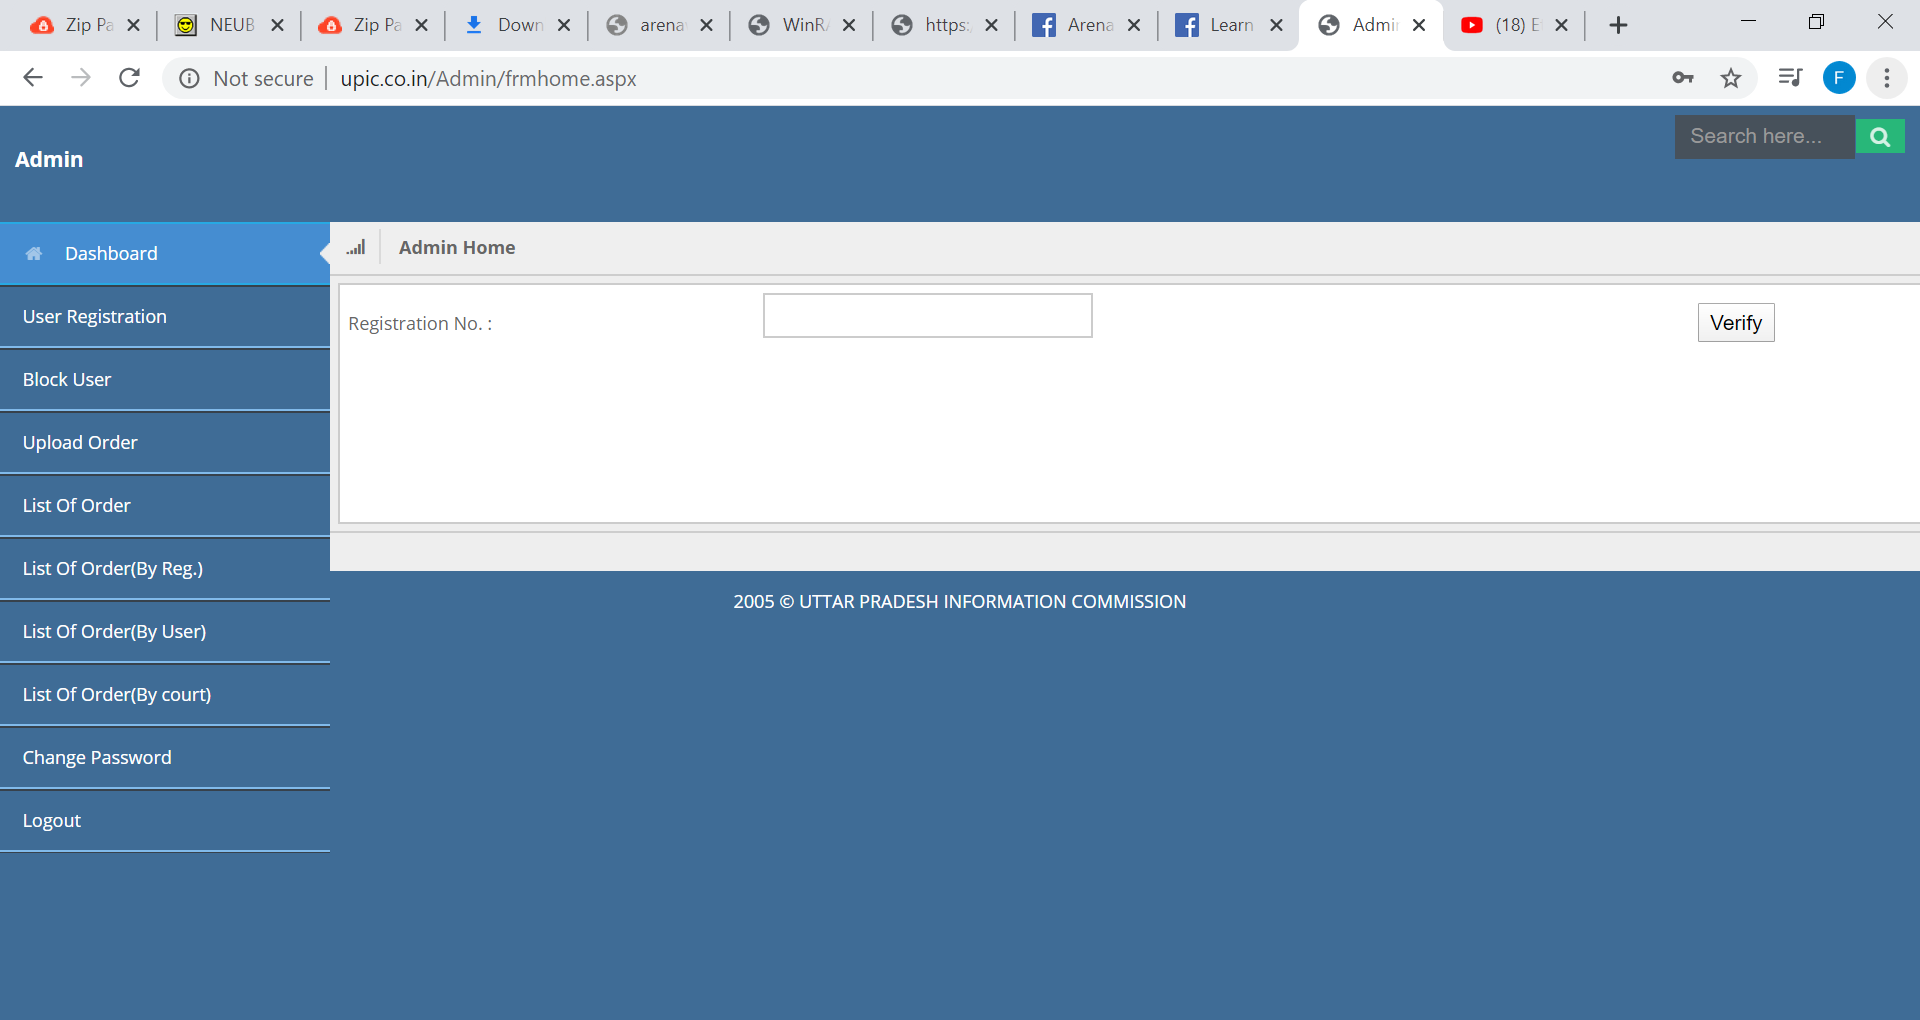 Zip Pa NEUB Zip Pa Down arena WinR https: Arena Learn Admi (18) E
Not secure upic.co.in/Admin/frmhome.aspx F
Search here...
Admin
Dashboard
Admin Home
User Registration
Registration No. :
Verify
Block User
Upload Order
List Of Order
List Of Order(By Reg.)
2005 © UTTAR PRADESH INFORMATION COMMISSION
List Of Order(By User)
List Of Order(By court)
Change Password
Logout